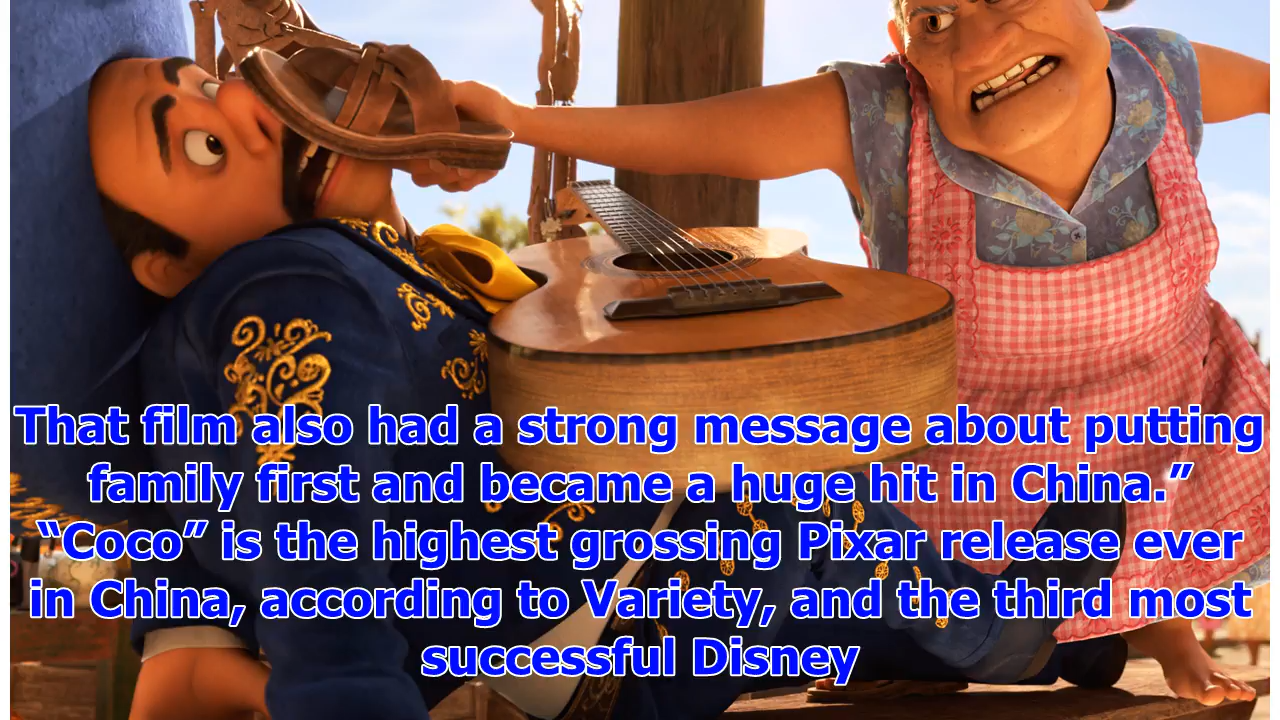 That film also had a strong message about putting
family first and became a huge hit in China.”
“Coco” is the highest grossing Pixar release ever
in China, according to Variety, and the third most
successful Disney